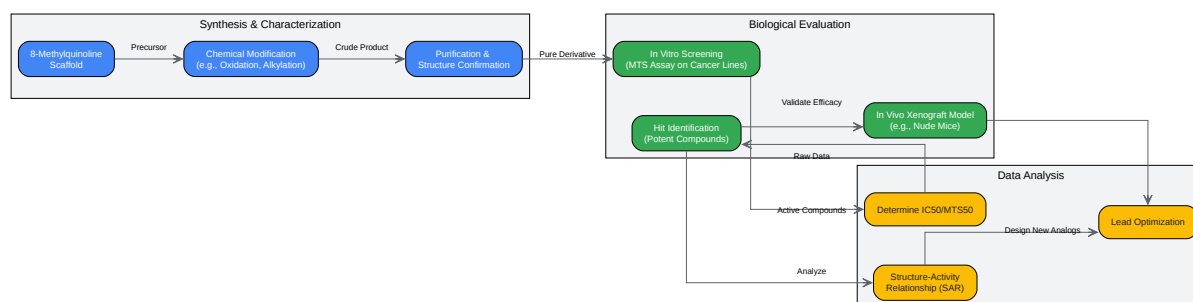 Synthesis & Characterization
8-Methylquinoline
Scaffold
Precursor
Chemical Modification
(e.g., Oxidation, Alkylation)
Crude Product
Purification &
Structure Confirmation
Pure Derivative
Biological Evaluation
In Vitro Screening
(MTS Assay on Cancer Lines)
Hit Identification
(Potent Compounds)
Validate Efficacy
In Vivo Xenograft Model
(e.g., Nude Mice)
Raw Data
Data Analysis
Active Compounds
Determine IC50/MTS50
Lead Optimization
Design New Analogs
Analyze
Structure-Activity
Relationship (SAR)